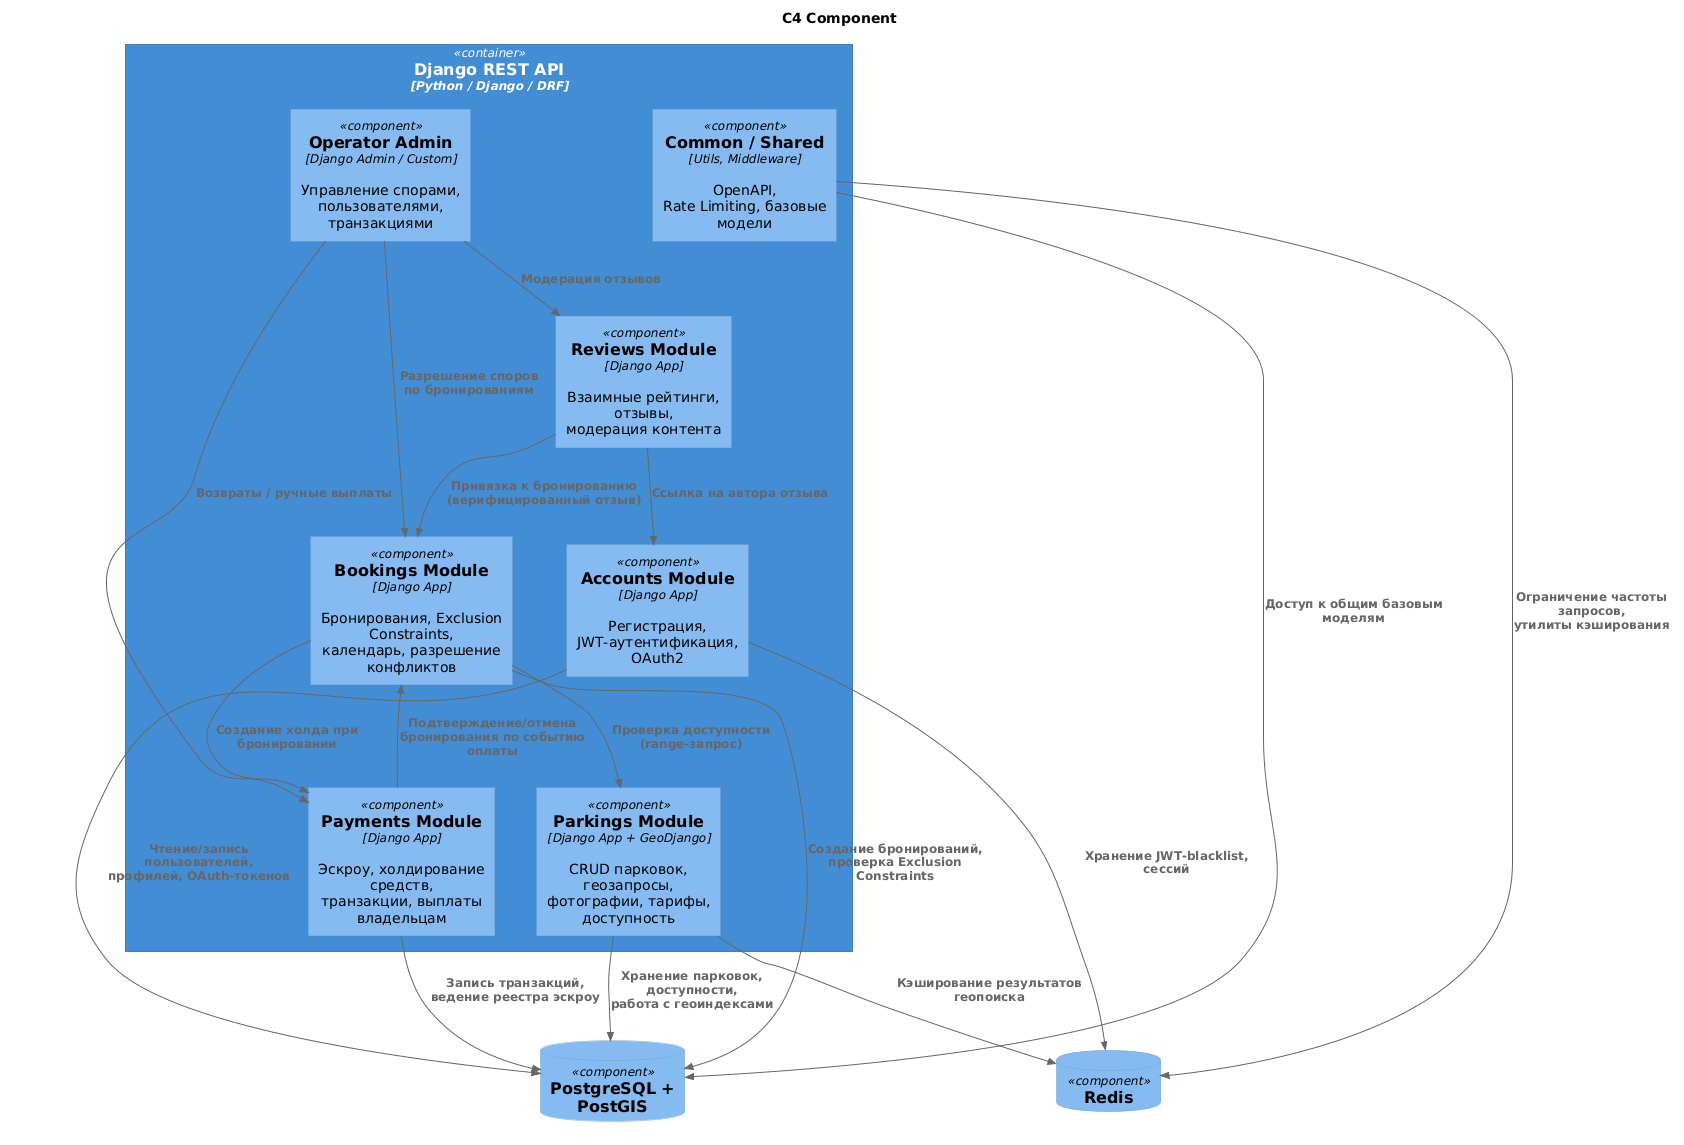 C4 Component
«container»
Django REST API
[Python / Django / DRF]
«component»
Operator Admin
[Django Admin / Custom]
Управление спорами,
пользователями,
транзакциями
«component»
Common / Shared
[Utils, Middleware]
OpenAPI,
Rate Limiting, базовые
модели
Модерация отзывов
«component»
Reviews Module
[Django App]
Взаимные рейтинги,
отзывы,
модерация контента
Разрешение споров
по бронированиям
Возвраты / ручные выплаты
Привязка к бронированию
(верифицированный отзыв)
Ссылка на автора отзыва
«component»
Bookings Module
[Django App]
Бронирования, Exclusion
Constraints,
календарь, разрешение
конфликтов
«component»
Accounts Module
[Django App]
Регистрация,
JWT-аутентификация,
OAuth2
Доступ к общим базовым
моделям
Ограничение частоты
запросов,
утилиты кэширования
Создание холда при
бронировании
Подтверждение/отмена
бронирования по событию
оплаты
Проверка доступности
(range-запрос)
«component»
Payments Module
[Django App]
Эскроу, холдирование
средств,
транзакции, выплаты
владельцам
«component»
Parkings Module
[Django App + GeoDjango]
CRUD парковок,
геозапросы,
фотографии, тарифы,
доступность
Чтение/запись
пользователей,
профилей, OAuth-токенов
Создание бронирований,
проверка Exclusion
Constraints
Хранение JWT-blacklist,
сессий
Запись транзакций,
ведение реестра эскроу
Хранение парковок,
доступности,
работа с геоиндексами
Кэширование результатов
геопоиска
«component»
PostgreSQL +
PostGIS
«component»
Redis